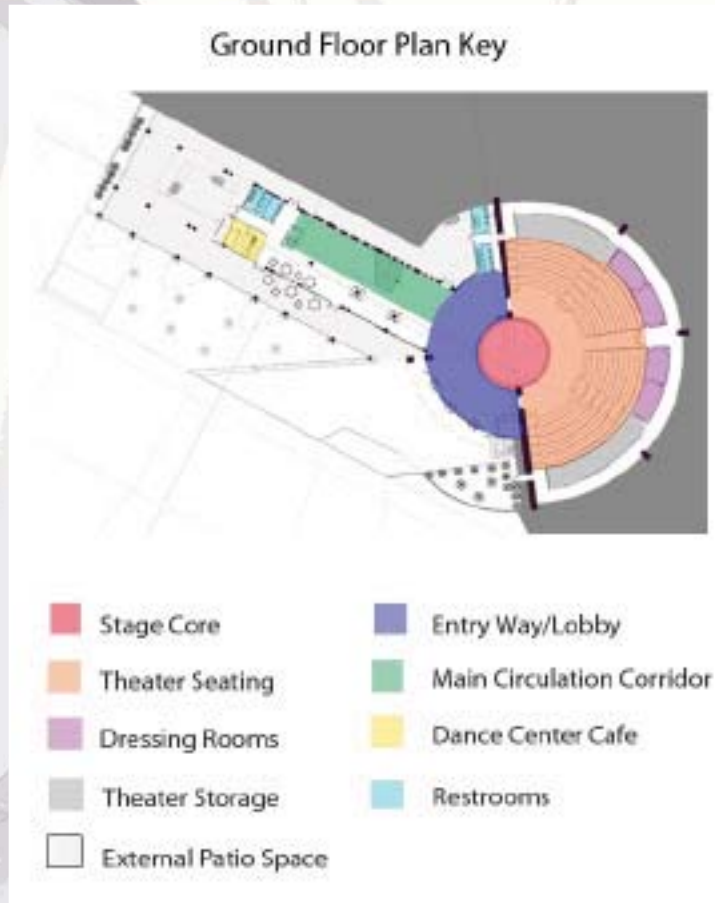 Ground Floor Plan Key
Stage Core
Theater Seating
Dressing Rooms
Theater Storage
External Patio Space
Entry Way/Lobby
Main Circulation Corridor
Dance Center Cafe
Restrooms